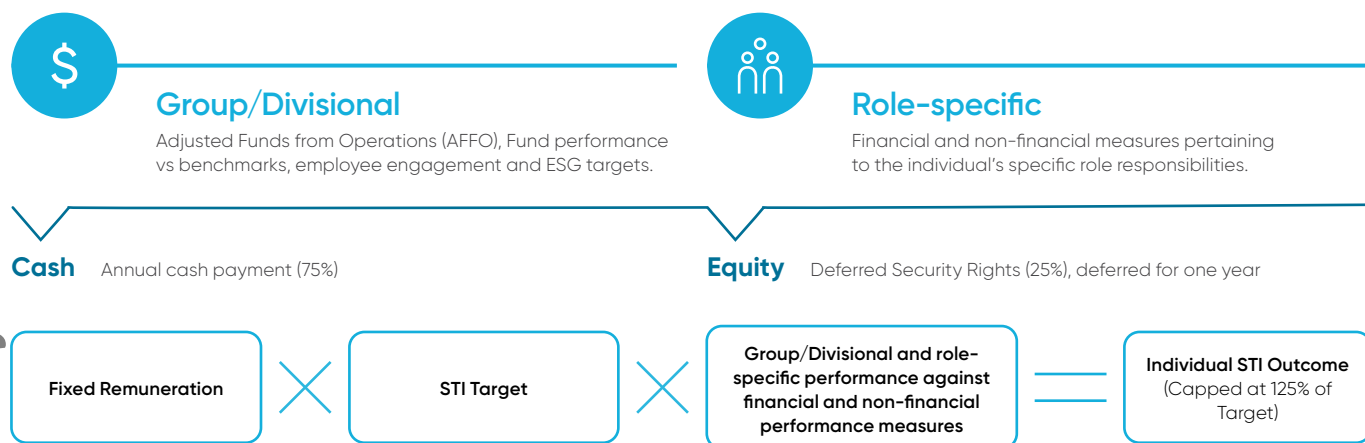 $
Group/Divisional
Adjusted Funds from Operations (AFFO), Fund performance
vs benchmarks, employee engagement and ESG targets.
Role-specific
Financial and non-financial measures pertaining
to the individual's specific role responsibilities.
Cash Annual cash payment (75%)
Equity Deferred Security Rights (25%), deferred for one year
Fixed Remuneration
STI Target
Group/Divisional and role-
specific performance against
financial and non-financial
performance measures
Individual STI Outcome
(Capped at 125% of
Target)